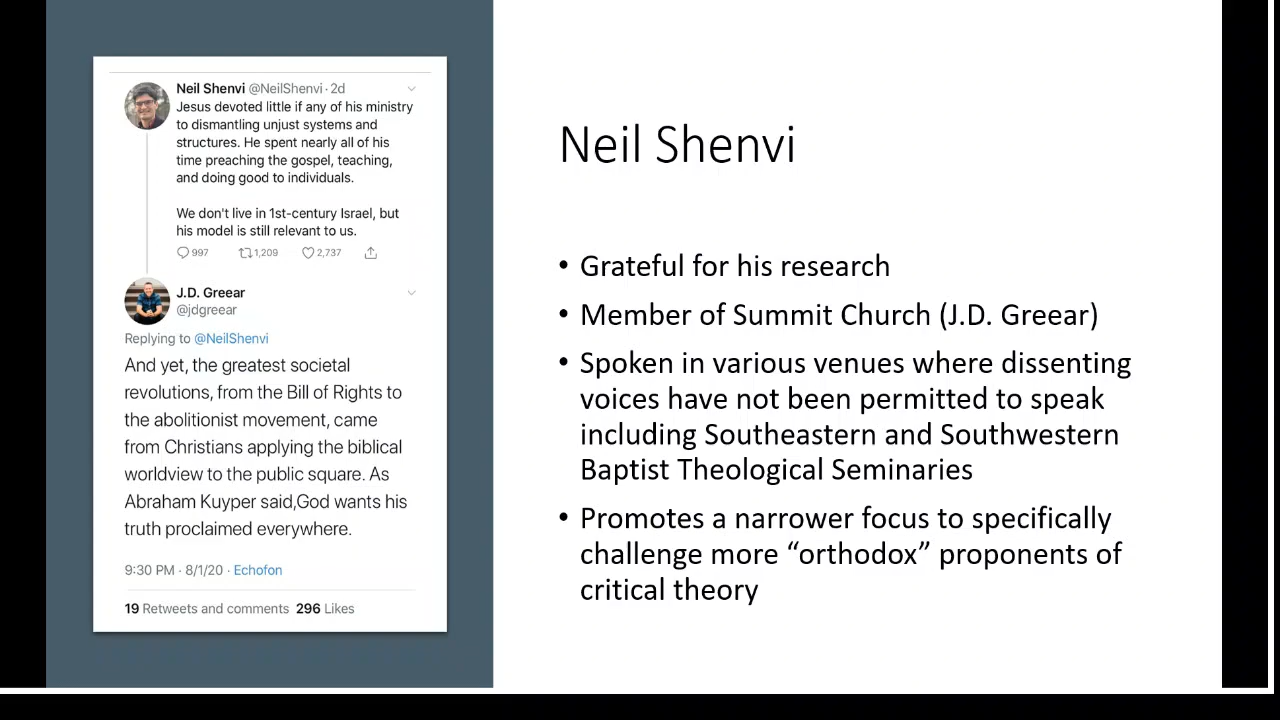 Neil Shenvi @NeilShenvi · 2d
Jesus devoted little if any of his ministry
to dismantling unjust systems and
structures. He spent nearly all of his
time preaching the gospel, teaching,
and doing good to individuals.
We don't live in 1st-century Israel, but
his model is still relevant to us.
997 1,209 2,737
J.D. Greear
@jdgreear
Replying to @NeilShenvi
And yet, the greatest societal
revolutions, from the Bill of Rights to
the abolitionist movement, came
from Christians applying the biblical
worldview to the public square. As
Abraham Kuyper said,God wants his
truth proclaimed everywhere.
9:30 PM · 8/1/20 · Echofon
19 Retweets and comments 296 Likes
Neil Shenvi
• Grateful for his research
• Member of Summit Church (J.D. Greear)
• Spoken in various venues where dissenting
voices have not been permitted to speak
including Southeastern and Southwestern
Baptist Theological Seminaries
• Promotes a narrower focus to specifically
challenge more “orthodox” proponents of
critical theory